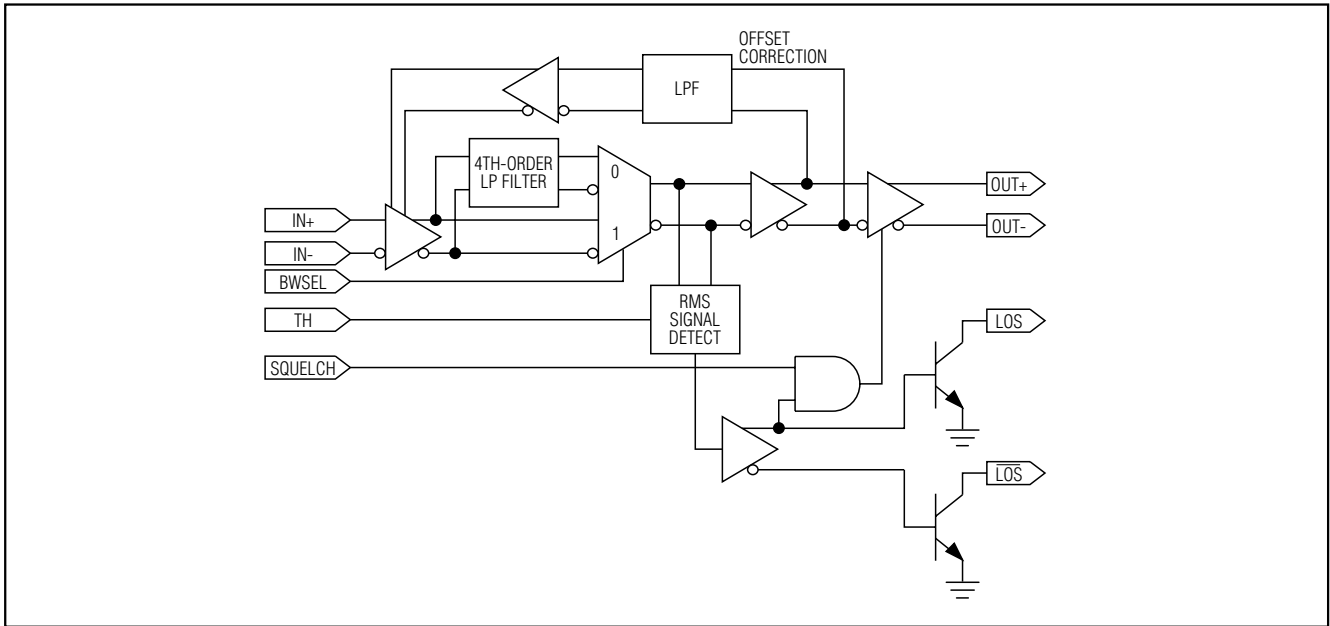 OFFSET
CORRECTION
LPF
4TH-ORDER
LP FILTER
0
1
IN+
IN-
BWSEL
TH
SQUELCH
RMS
SIGNAL
DETECT
OUT+
OUT-
LOS
L̅O̅S̅